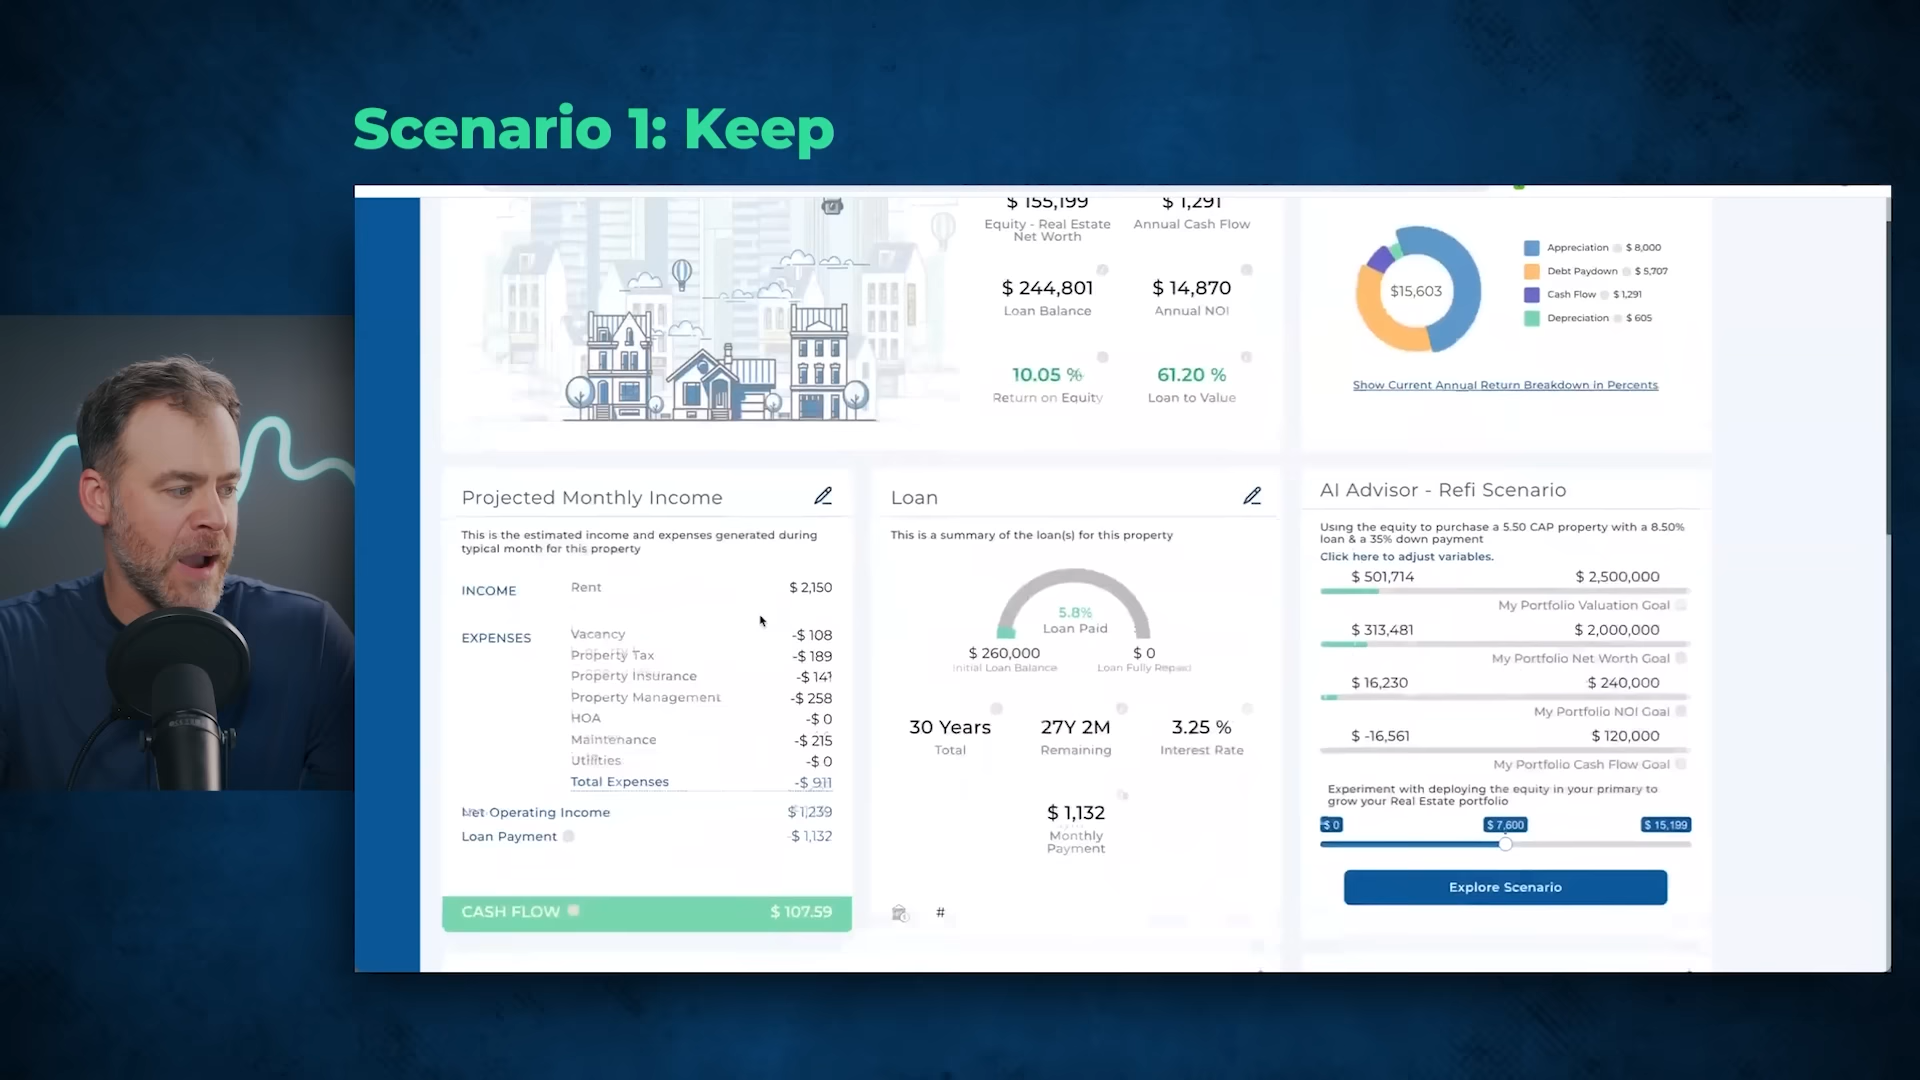 Scenario 1: Keep
$ 155,199
Equity - Real Estate
Net Worth
$ 1,291
Annual Cash Flow
$ 244,801
Loan Balance
$ 14,870
Annual NOI
10.05 %
Return on Equity
61.20 %
Loan to Value
$15,603
Appreciation $ 8,000
Debt Paydown $ 5,707
Cash Flow $ 1,291
Depreciation $ 605
Show Current Annual Return Breakdown in Percents
Projected Monthly Income
This is the estimated income and expenses generated during
typical month for this property
INCOME
Rent $ 2,150
EXPENSES
Vacancy -$ 108
Property Tax -$ 189
Property Insurance -$ 141
Property Management -$ 258
HOA -$ 0
Maintenance -$ 215
Utilities -$ 0
Total Expenses -$ 911
Net Operating Income $ 1,239
Loan Payment -$ 1,132
CASH FLOW $ 107.59
Loan
This is a summary of the loan(s) for this property
5.8%
Loan Paid
$ 260,000
Initial Loan Balance
$ 0
Loan Fully Repaid
30 Years
Total
27Y 2M
Remaining
3.25 %
Interest Rate
$ 1,132
Monthly
Payment
#
AI Advisor - Refi Scenario
Using the equity to purchase a 5.50 CAP property with a 8.50%
loan & a 35% down payment
Click here to adjust variables.
$ 501,714 $ 2,500,000
My Portfolio Valuation Goal
$ 313,481 $ 2,000,000
My Portfolio Net Worth Goal
$ 16,230 $ 240,000
My Portfolio NOI Goal
$ -16,561 $ 120,000
My Portfolio Cash Flow Goal
Experiment with deploying the equity in your primary to
grow your Real Estate portfolio
$ 0 $ 7,600 $ 15,199
Explore Scenario